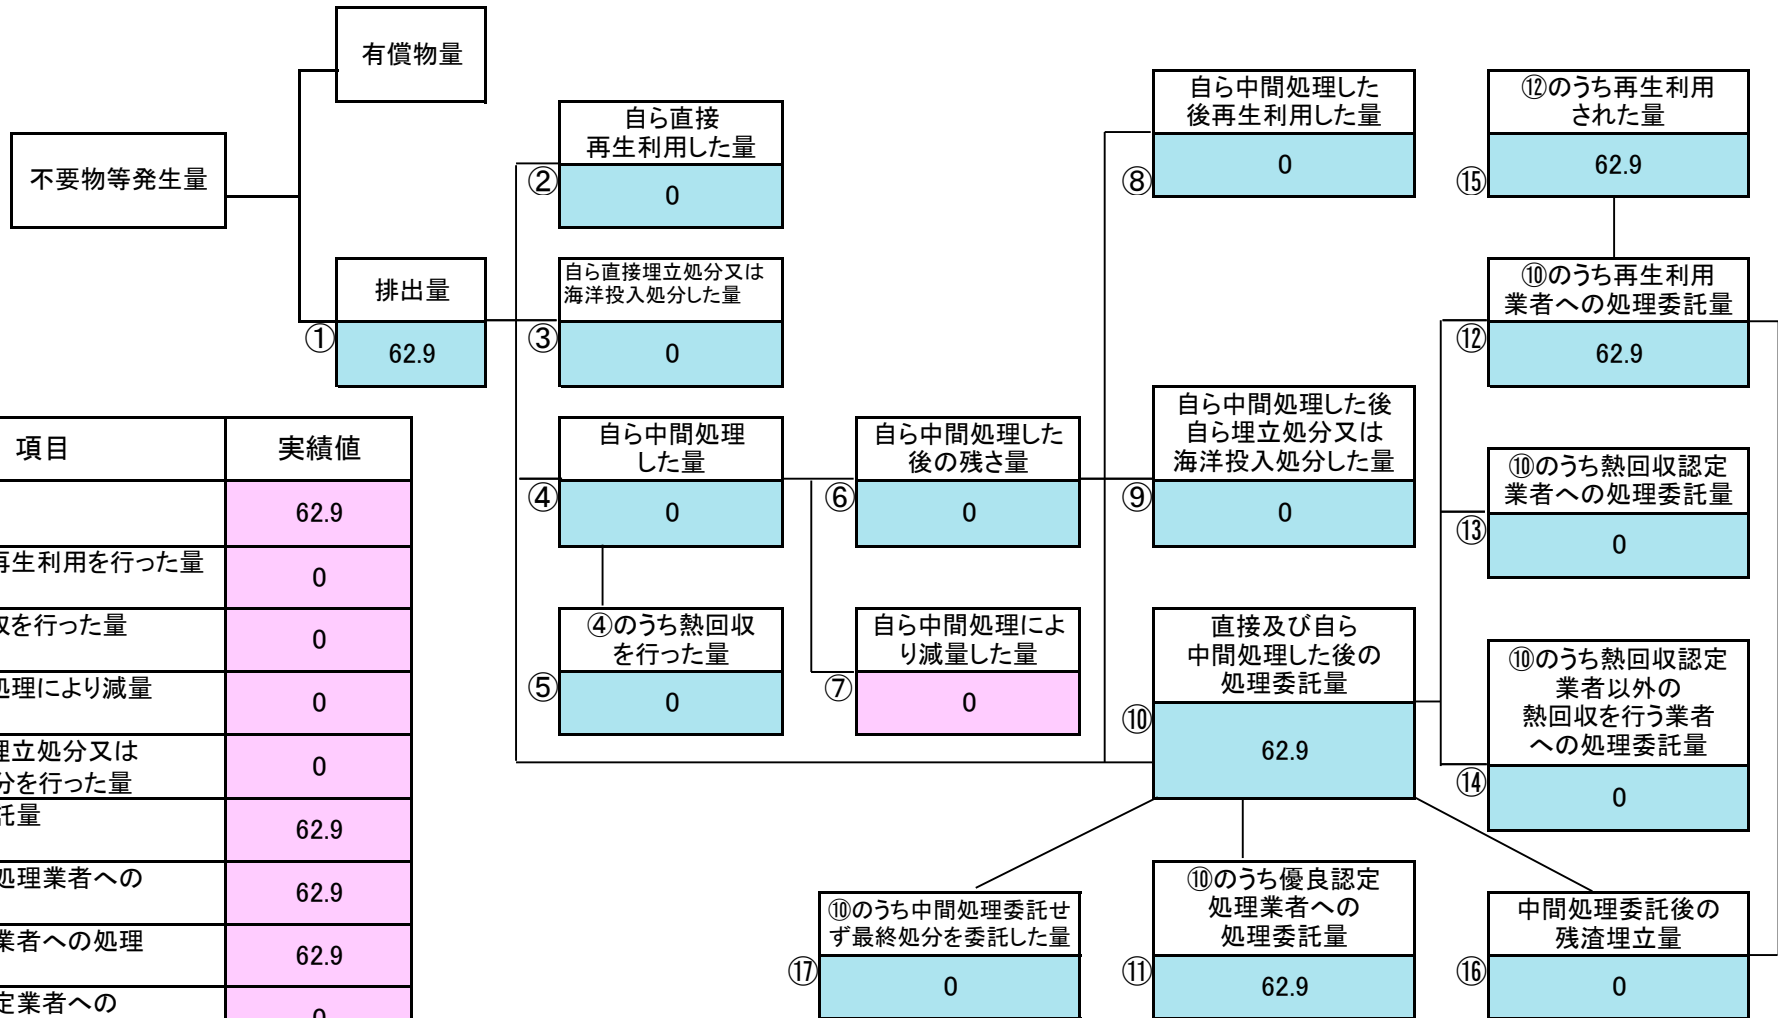 有償物量
不要物等発生量
排出量
①
62.9
自ら直接
再生利用した量
②
0
自ら直接埋立処分又は
海洋投入処分した量
③
0
自ら中間処理
した量
④
0
④のうち熱回収
を行った量
⑤
0
自ら中間処理した
後の残さ量
⑥
0
自ら中間処理によ
り減量した量
⑦
0
自ら中間処理した
後再生利用した量
⑧
0
自ら中間処理した後
自ら埋立処分又は
海洋投入処分した量
⑨
0
直接及び自ら
中間処理した後の
処理委託量
⑩
62.9
⑫のうち再生利用
された量
⑮
62.9
⑩のうち再生利用
業者への処理委託量
⑫
62.9
⑩のうち熱回収認定
業者への処理委託量
⑬
0
⑩のうち熱回収認定
業者以外の
熱回収を行う業者
への処理委託量
⑭
0
⑩のうち中間処理委託せ
ず最終処分を委託した量
⑰
0
⑩のうち優良認定
処理業者への
処理委託量
⑪
62.9
中間処理委託後の
残渣埋立量
⑯
0
項目 実績値
62.9
再生利用を行った量 0
を行った量 0
処理により減量 0
埋立処分又は
分を行った量 0
託量 62.9
処理業者への 62.9
業者への処理 62.9
定業者への 0